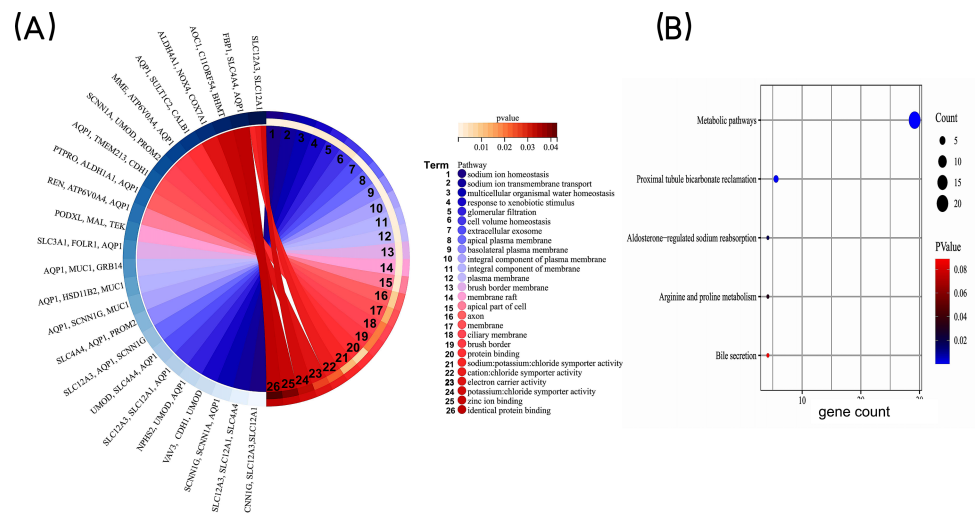 (A)
(B)
SLC12A3, SLC12A1
FBP1, SLC4A4, AQP1
AOC1, C11ORF54, BHMT
ALDH4A1, NOX4, COX7A1
AQP1, SULT1C2, CALB1
MME, ATP6V0A4, AQP1
SCNN1A, UMOD, PROM2
AQP1, TMEM213, CDH1
PTPRO, ALDH1A1, AQP1
REN, ATP6V0A4, AQP1
PODXL, MAL, TEK
SLC3A1, FOLR1, AQP1
AQP1, MUC1, GRB14
AQP1, HSD11B2, MUC1
AQP1, SCNN1G, MUC1
SLC4A4, AQP1, PROM2
SLC12A3, AQP1, SCNN1G
UMOD, SLC4A4, AQP1
SLC12A3, SLC12A1, AQP1
NPHS2, UMOD, AQP1
VAV3, CDH1, UMOD
SCNN1G, SCNN1A, AQP1
SLC12A3, SLC12A1, SLC4A4
CNN1G, SLC12A3,SLC12A1
1
2
3
4
5
6
7
8
9
10
11
12
13
14
15
16
17
18
19
20
21
22
23
24
25
26
pvalue
0.01 0.02 0.03 0.04
Term Pathway
1 sodium ion homeostasis
2 sodium ion transmembrane transport
3 multicellular organismal water homeostasis
4 response to xenobiotic stimulus
5 glomerular filtration
6 cell volume homeostasis
7 extracellular exosome
8 apical plasma membrane
9 basolateral plasma membrane
10 integral component of plasma membrane
11 integral component of membrane
12 plasma membrane
13 brush border membrane
14 membrane raft
15 apical part of cell
16 axon
17 membrane
18 ciliary membrane
19 brush border
20 protein binding
21 sodium:potassium:chloride symporter activity
22 cation:chloride symporter activity
23 electron carrier activity
24 potassium:chloride symporter activity
25 zinc ion binding
26 identical protein binding
Metabolic pathways
Proximal tubule bicarbonate reclamation
Aldosterone-regulated sodium reabsorption
Arginine and proline metabolism
Bile secretion
10 20
gene count
Count
5
10
15
20
PValue
0.08
0.06
0.04
0.02